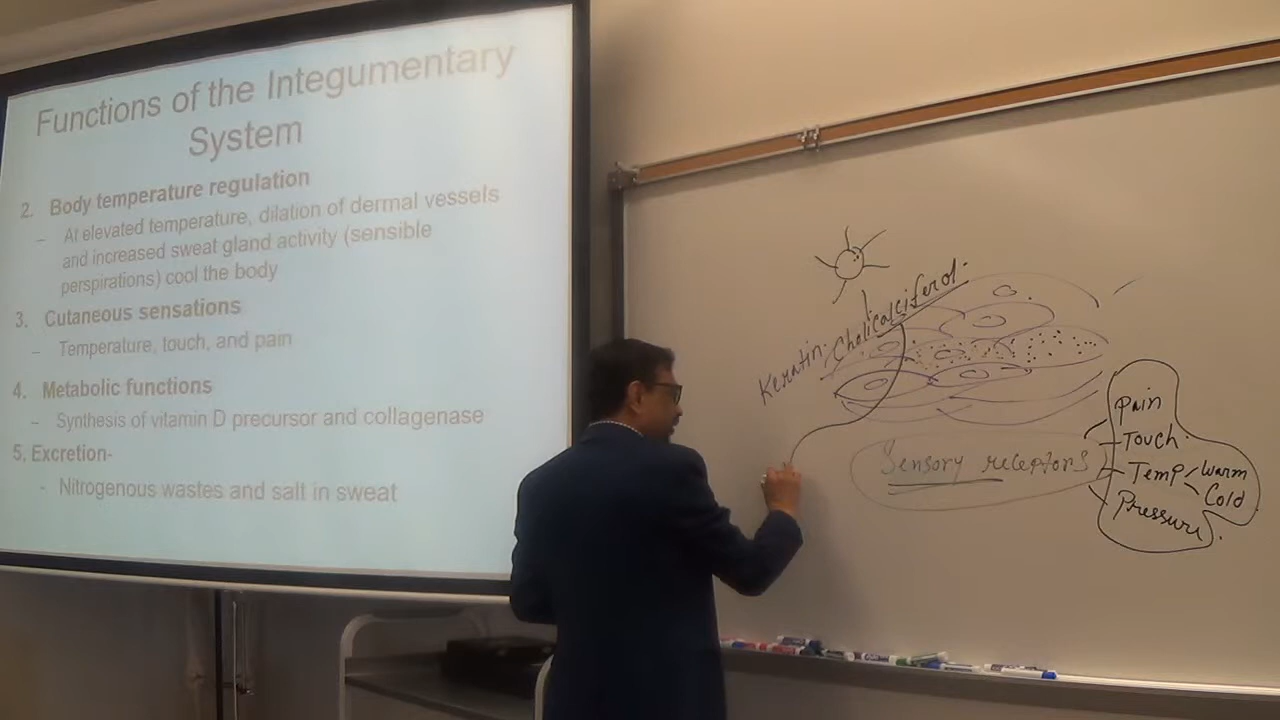 Functions of the Integumentary
System
2. Body temperature regulation
– At elevated temperature, dilation of dermal vessels
and increased sweat gland activity (sensible
perspirations) cool the body
3. Cutaneous sensations
– Temperature, touch, and pain
4. Metabolic functions
– Synthesis of vitamin D precursor and collagenase
5. Excretion-
- Nitrogenous wastes and salt in sweat
Keratin. Cholicalciferol.
Sensory receptors
Pain
Touch
Temp Warm
Cold
Pressure.